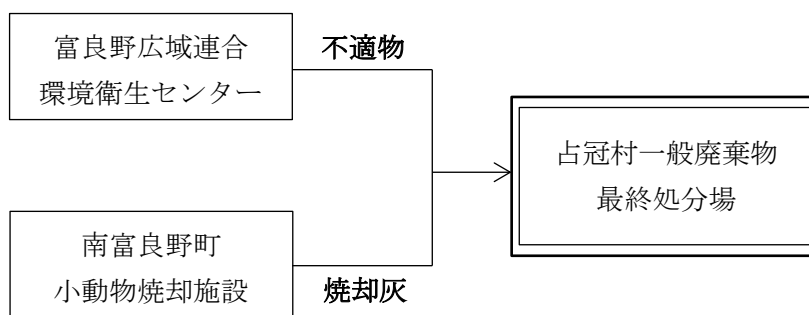 富良野広域連合
環境衛生センター
不適物
占冠村一般廃棄物
最終処分場
南富良野町
小動物焼却施設
焼却灰